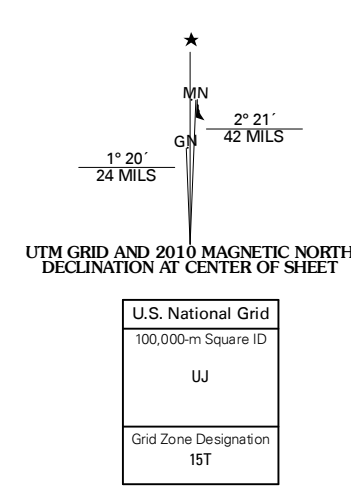 ★
MN
GN
2° 21´
42 MILS
1° 20´
24 MILS
UTM GRID AND 2010 MAGNETIC NORTH
DECLINATION AT CENTER OF SHEET
U.S. National Grid
100,000-m Square ID
UJ
Grid Zone Designation
15T